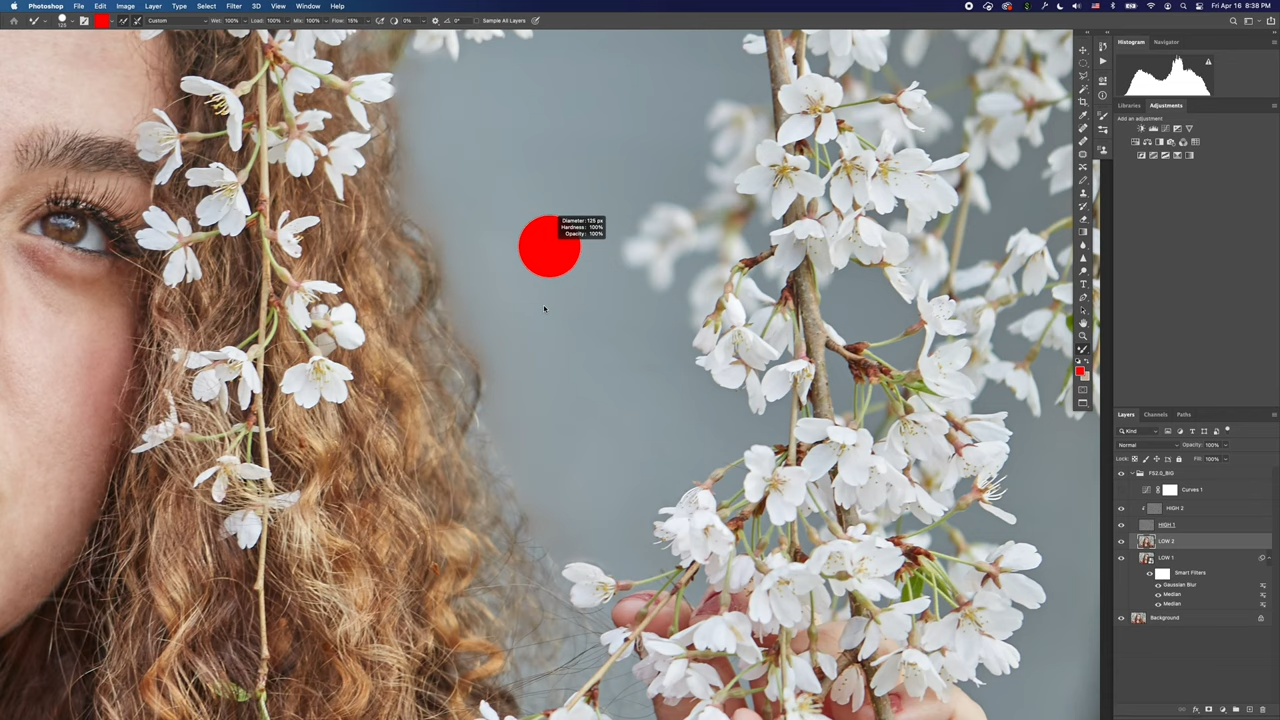 Photoshop File Edit Image Layer Type Select Filter 3D View Window Help
Fri Apr 16 8:38 PM
125 Custom Wet: 100% Load: 100% Mix: 100% Flow: 15% 0% 0° Sample All Layers
Histogram Navigator
Libraries Adjustments
Add an adjustment
Diameter: 125 px
Hardness: 100%
Opacity: 100%
Layers Channels Paths
Kind
Normal Opacity: 100%
Lock: Fill: 100%
FS2.0_BIG
Curves 1
HIGH 2
HIGH 1
LOW 2
LOW 1
Smart Filters
Gaussian Blur
Median
Median
Background